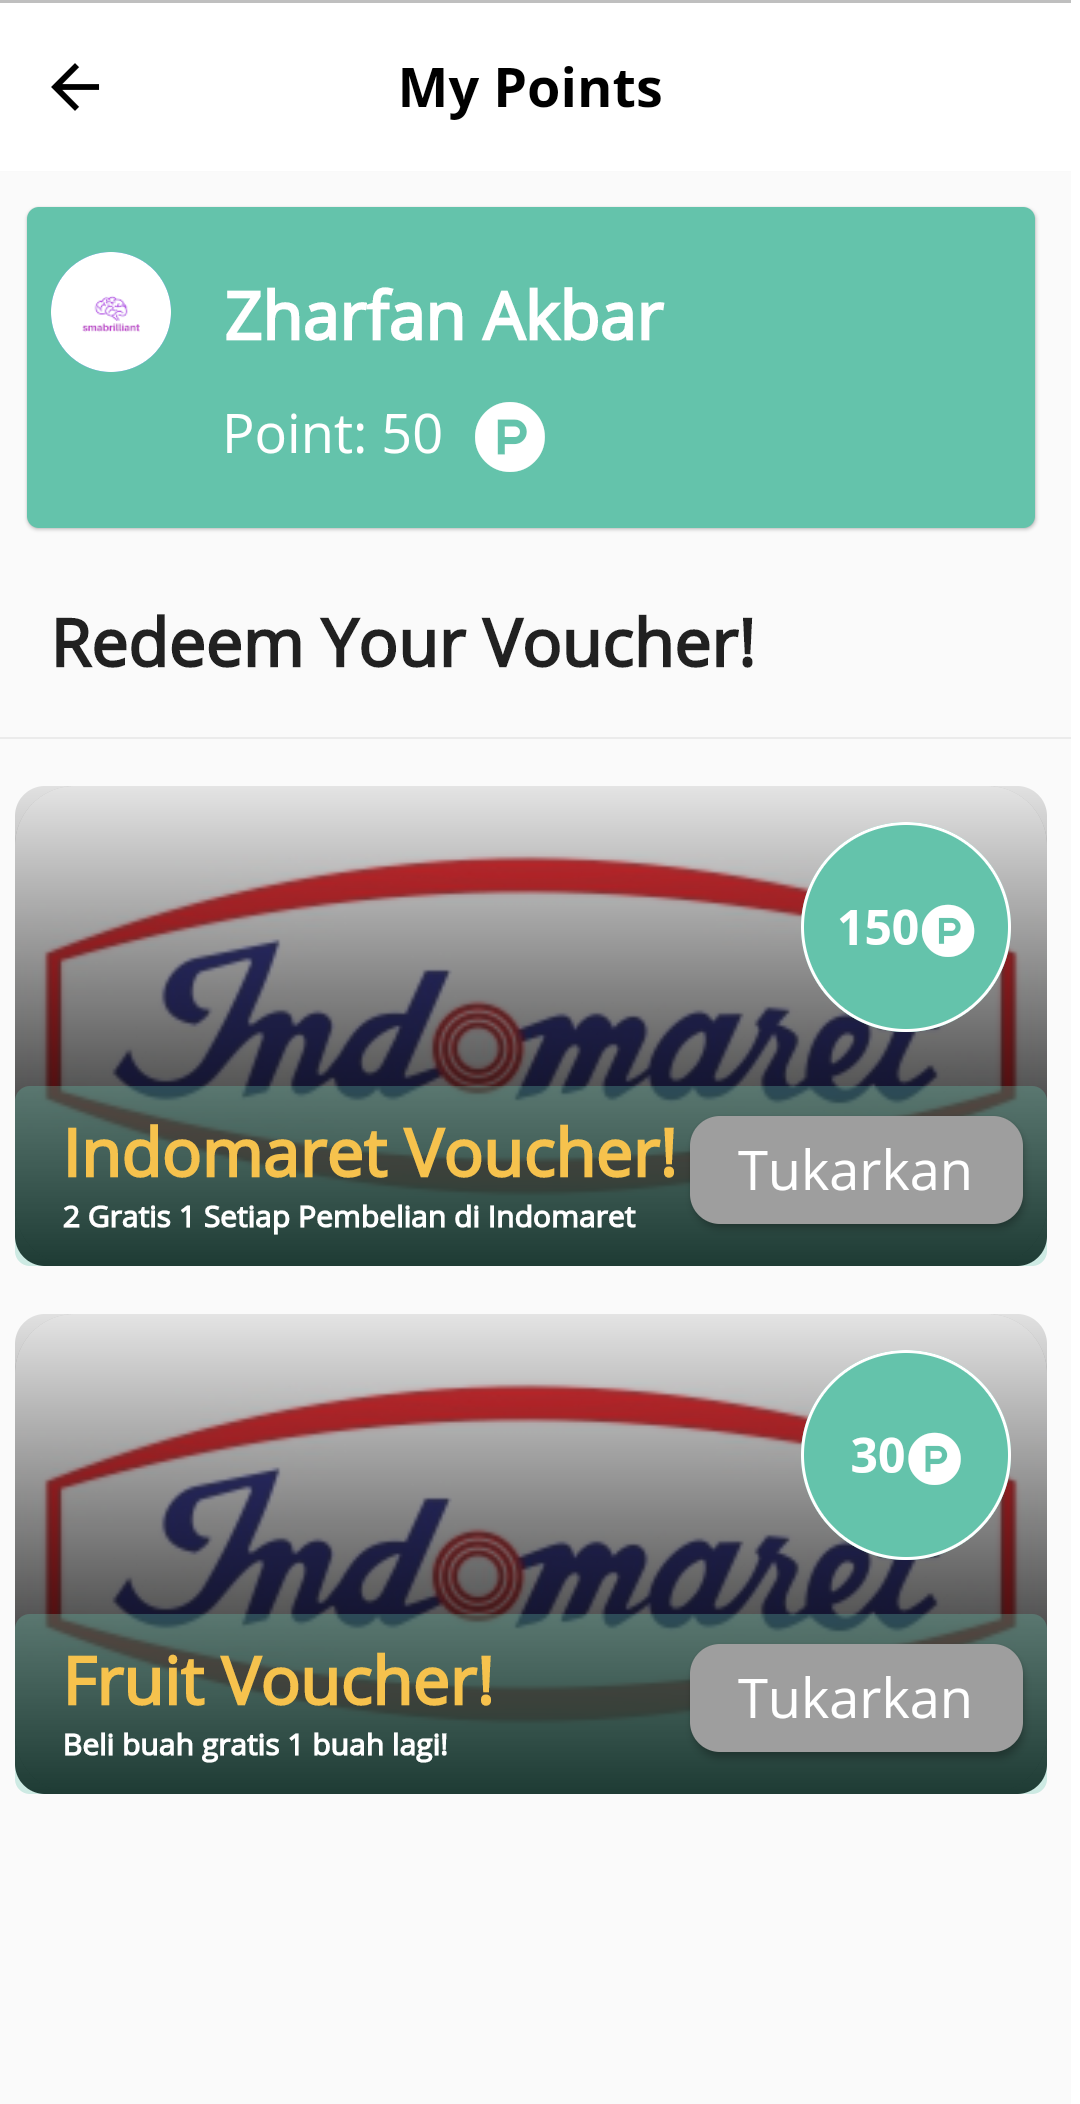 My Points
smabrilliant
Zharfan Akbar
Point: 50 P
Redeem Your Voucher!
Indomaret
150 P
Indomaret Voucher!
2 Gratis 1 Setiap Pembelian di Indomaret
Tukarkan
Indomaret
30 P
Fruit Voucher!
Beli buah gratis 1 buah lagi!
Tukarkan